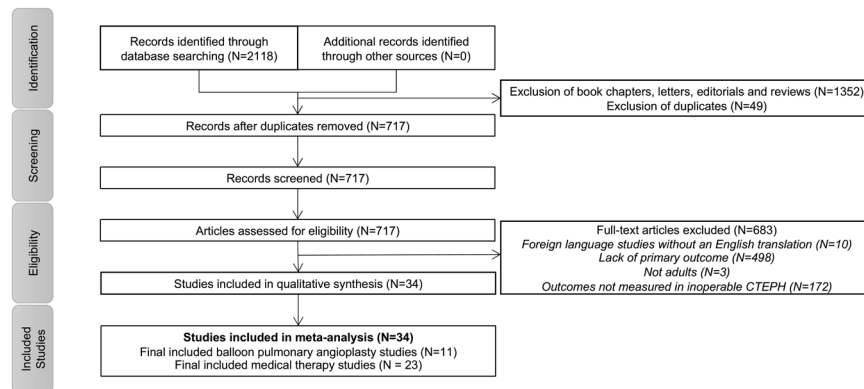 Identification
Records identified through
database searching (N=2118)
Additional records identified
through other sources (N=0)
Exclusion of book chapters, letters, editorials and reviews (N=1352)
Exclusion of duplicates (N=49)
Screening
Records after duplicates removed (N=717)
Records screened (N=717)
Eligibility
Articles assessed for eligibility (N=717)
Full-text articles excluded (N=683)
Foreign language studies without an English translation (N=10)
Lack of primary outcome (N=498)
Not adults (N=3)
Outcomes not measured in inoperable CTEPH (N=172)
Studies included in qualitative synthesis (N=34)
Included
Studies
Studies included in meta-analysis (N=34)
Final included balloon pulmonary angioplasty studies (N=11)
Final included medical therapy studies (N = 23)